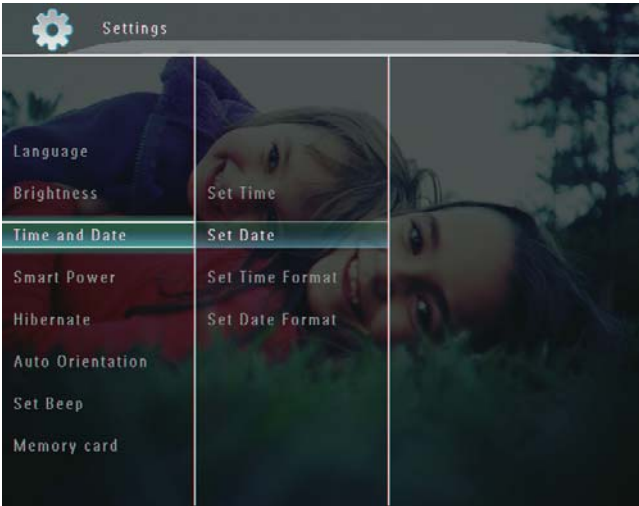 Settings
Language
Brightness
Time and Date
Smart Power
Hibernate
Auto Orientation
Set Beep
Memory card
Set Time
Set Date
Set Time Format
Set Date Format